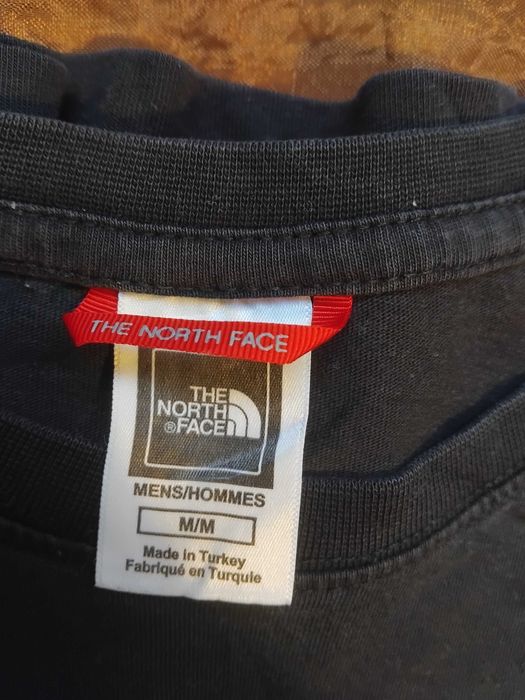 THE NORTH FACE
THE
NORTH
®FACE
MENS/HOMMES
M/M
Made in Turkey
Fabriqué en Turquie